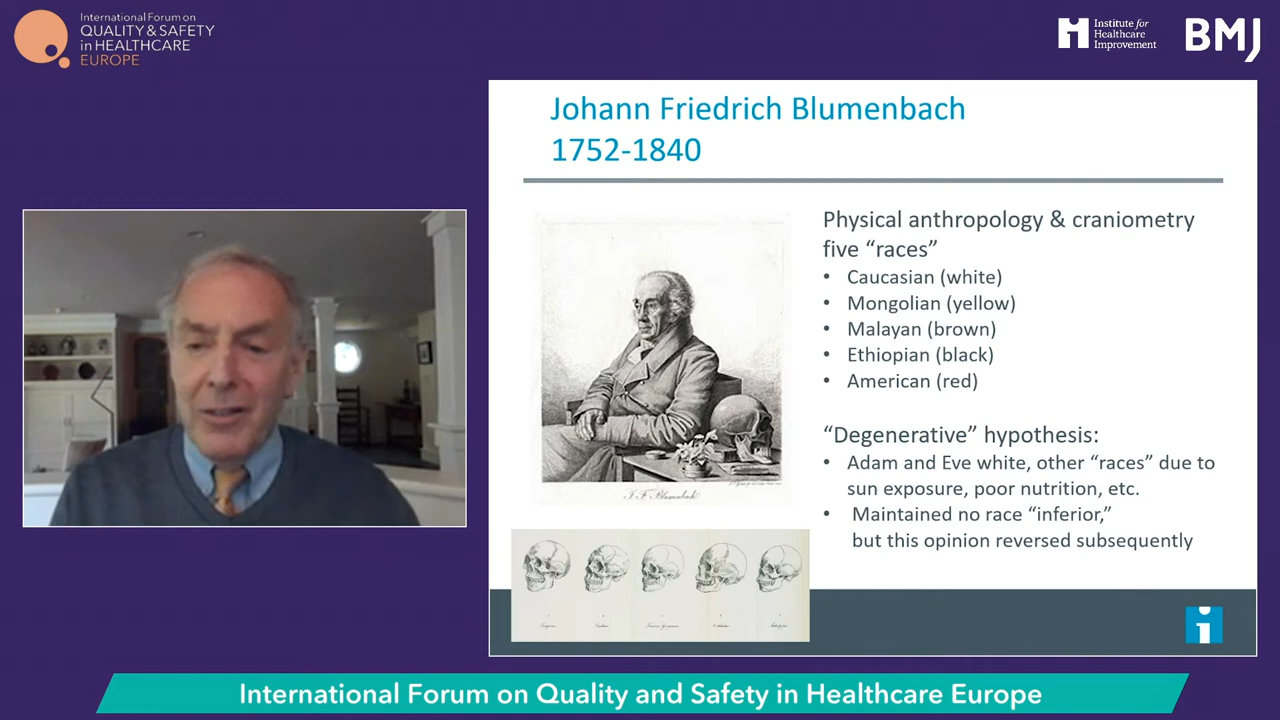 International Forum on
QUALITY & SAFETY
in HEALTHCARE
EUROPE
Institute for
Healthcare
Improvement
BMJ
Johann Friedrich Blumenbach
1752-1840
Physical anthropology & craniometry
five “races”
• Caucasian (white)
• Mongolian (yellow)
• Malayan (brown)
• Ethiopian (black)
• American (red)
“Degenerative” hypothesis:
• Adam and Eve white, other “races” due to
sun exposure, poor nutrition, etc.
• Maintained no race “inferior,”
but this opinion reversed subsequently
J. F. Blumenbach
International Forum on Quality and Safety in Healthcare Europe